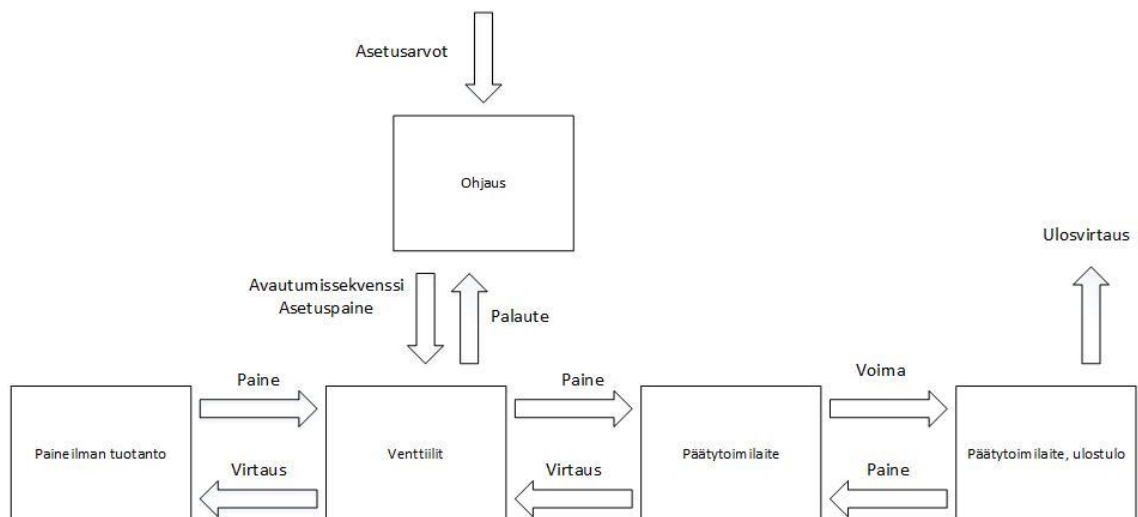 Asetusarvot
Ohjaus
Ulosvirtaus
Avautumissekvenssi
Asetuspaine
Palaute
Paine
Paine
Voima
Paineilman tuotanto
Venttiilit
Päätytoimilaite
Päätytoimilaite, ulostulo
Virtaus
Virtaus
Paine